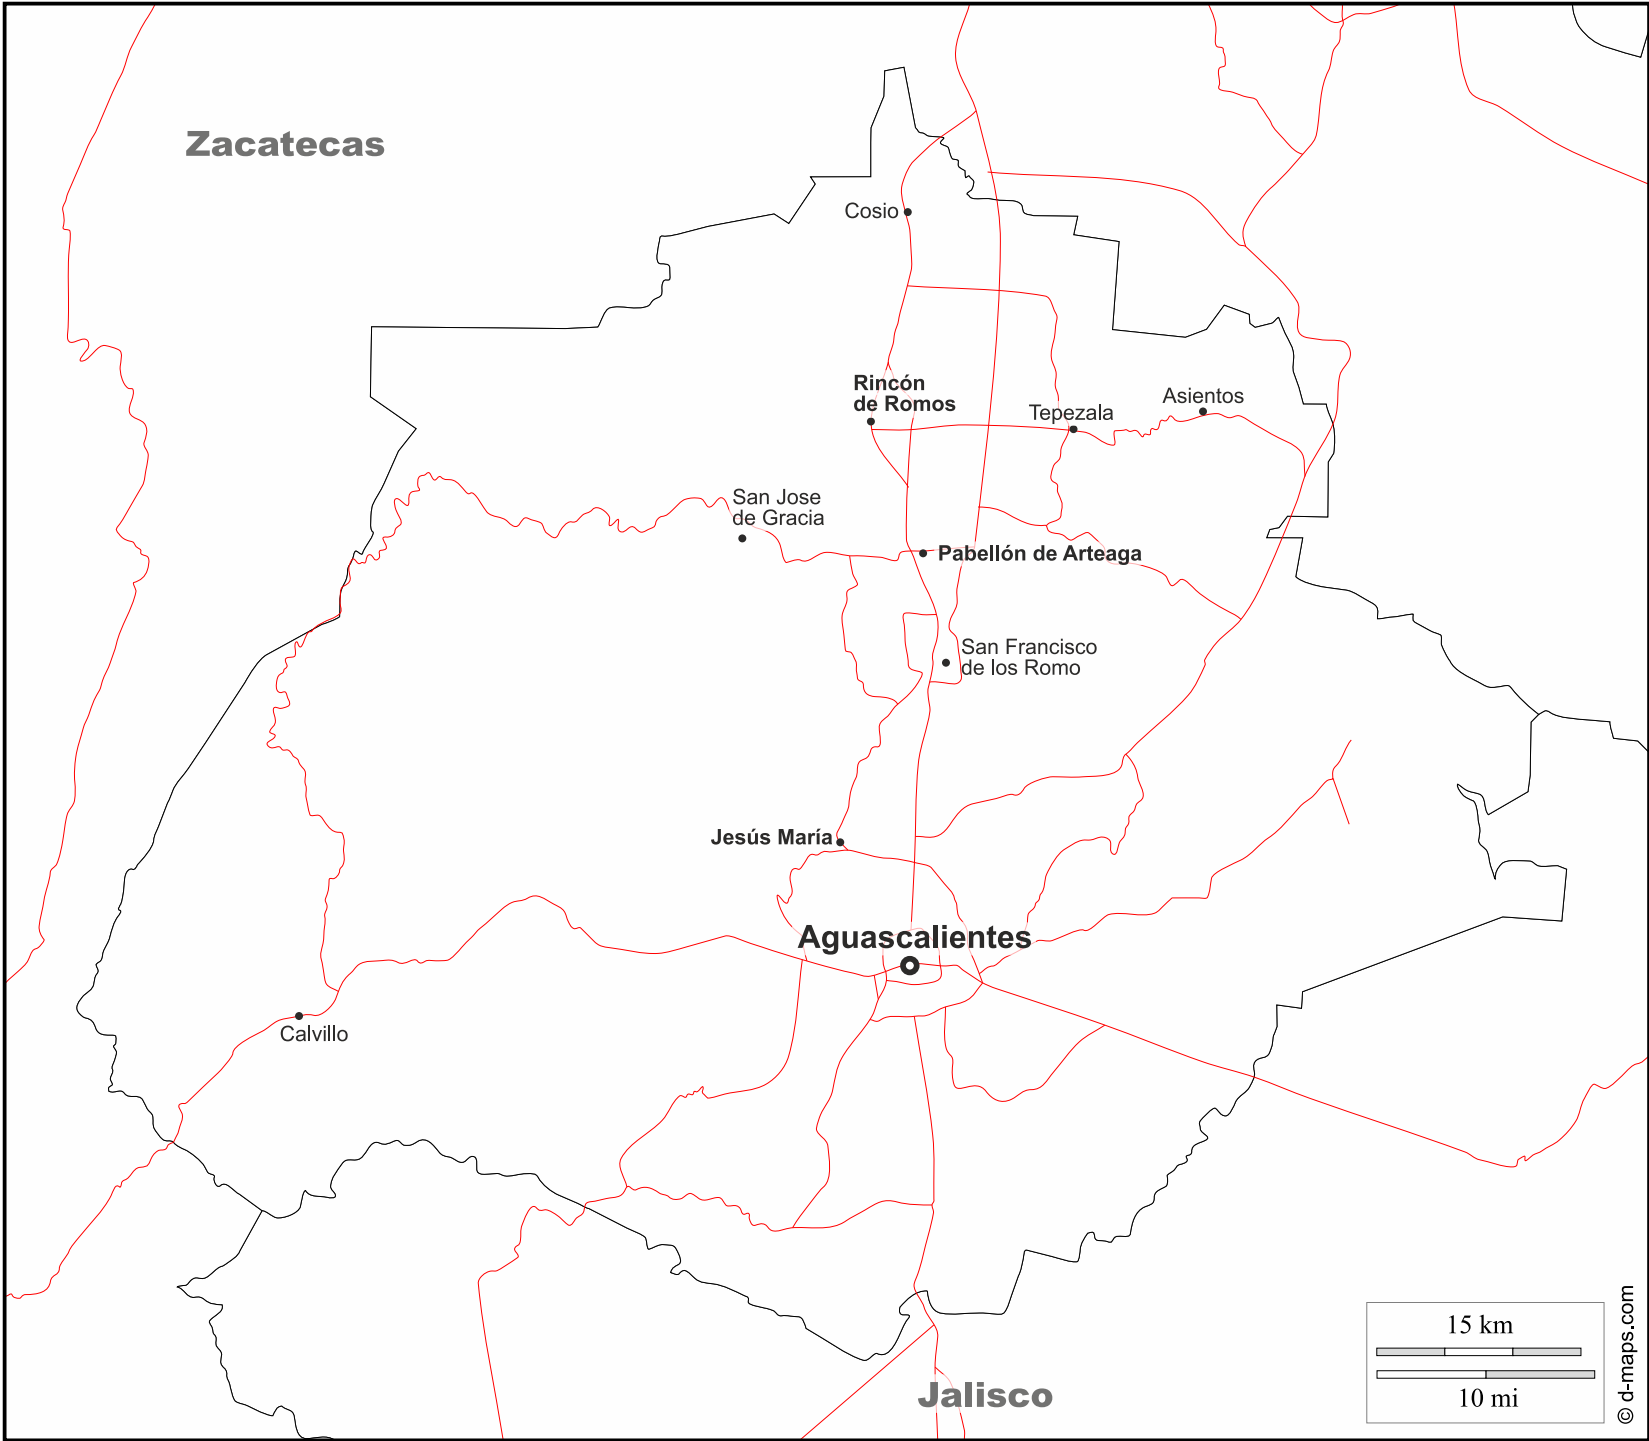 Zacatecas
Cosio
Rincón
de Romos
Tepezala
Asientos
San Jose
de Gracia
Pabellón de Arteaga
San Francisco
de los Romo
Jesús María
Aguascalientes
Calvillo
Jalisco
15 km
10 mi
© d-maps.com